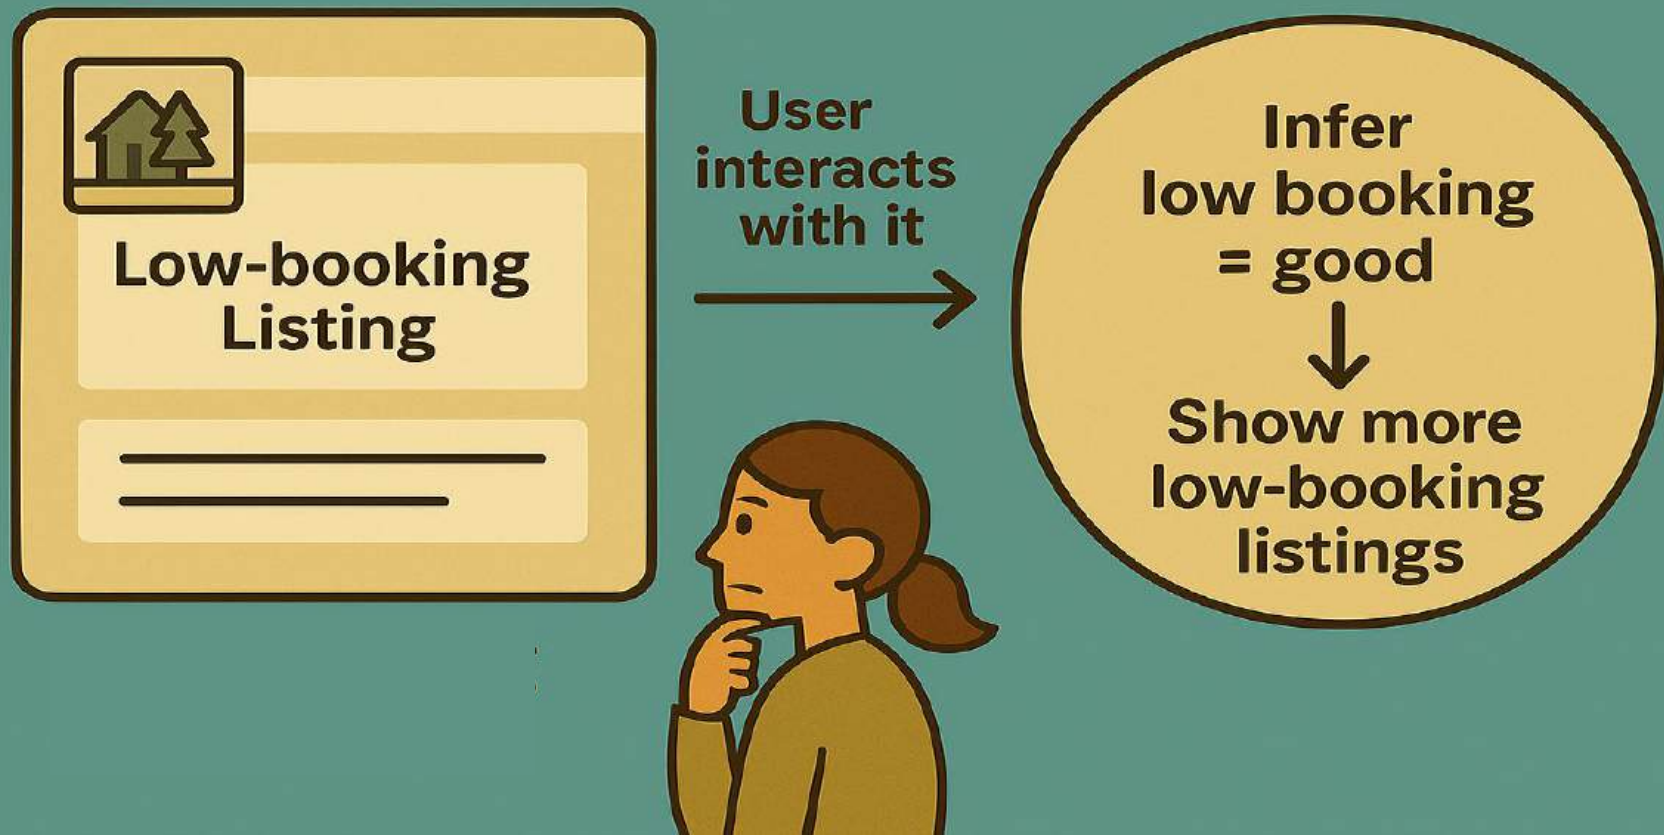 Low-booking
Listing
User
interacts
with it
Infer
low booking
= good
Show more
low-booking
listings